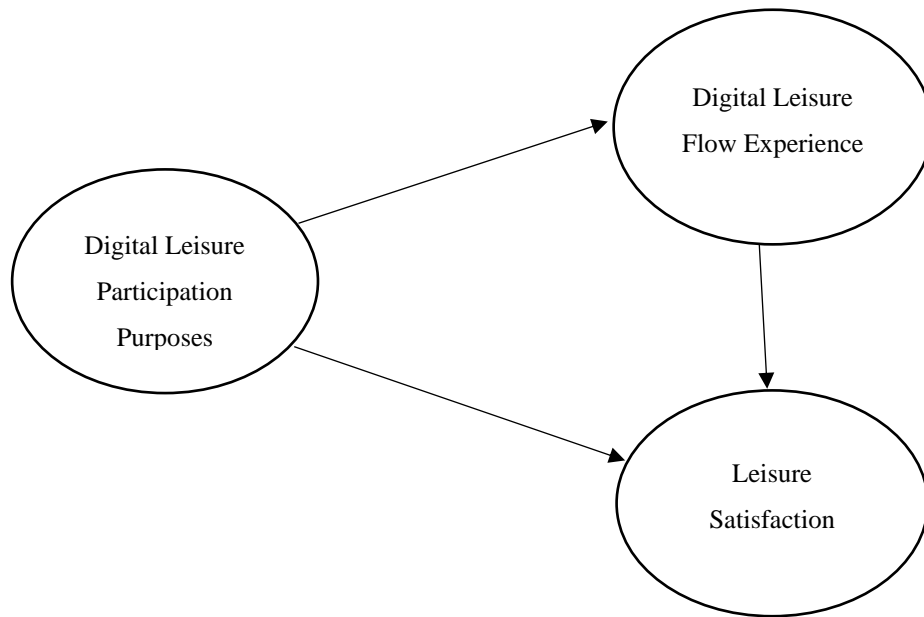 Digital Leisure
Flow Experience
Digital Leisure
Participation
Purposes
Leisure
Satisfaction